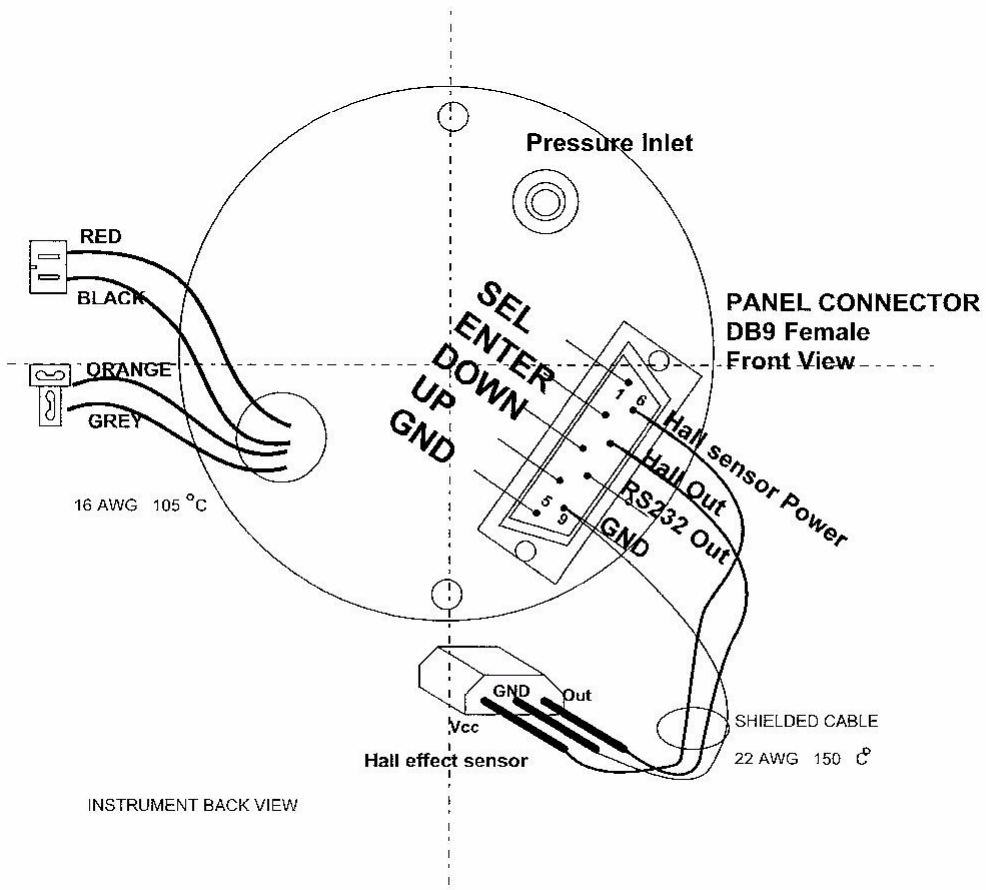 Pressure Inlet
RED
BLACK
ORANGE
GREY
16 AWG 105 °C
SEL
ENTER
DOWN
UP
GND
PANEL CONNECTOR
DB9 Female
Front View
1
6
5
9
Hall sensor Power
Hall Out
RS232 Out
GND
GND
Out
Vcc
Hall effect sensor
SHIELDED CABLE
22 AWG 150 °C
INSTRUMENT BACK VIEW